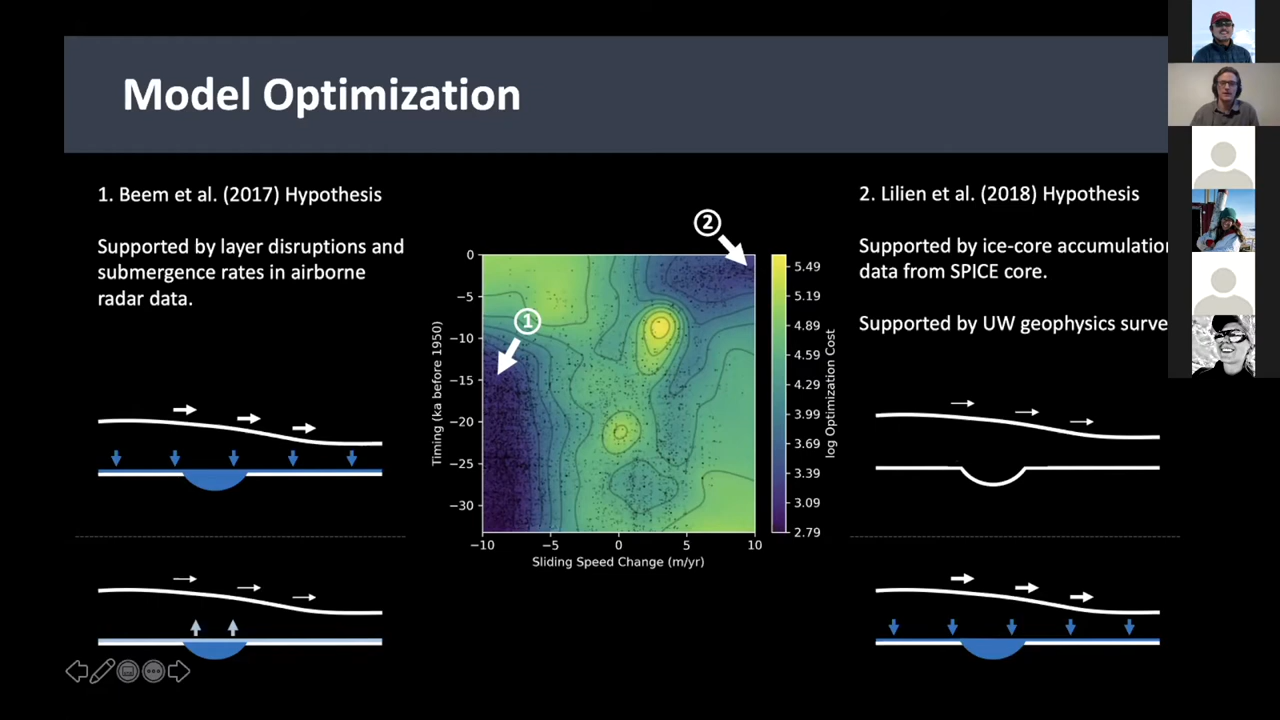 Model Optimization
1. Beem et al. (2017) Hypothesis
Supported by layer disruptions and
submergence rates in airborne
radar data.
2. Lilien et al. (2018) Hypothesis
Supported by ice-core accumulation
data from SPICE core.
Supported by UW geophysics surve
1
2
Timing (ka before 1950)
0
−5
−10
−15
−20
−25
−30
−10
−5
0
5
10
Sliding Speed Change (m/yr)
5.49
5.19
4.89
4.59
4.29
3.99
3.69
3.39
3.09
2.79
log Optimization Cost